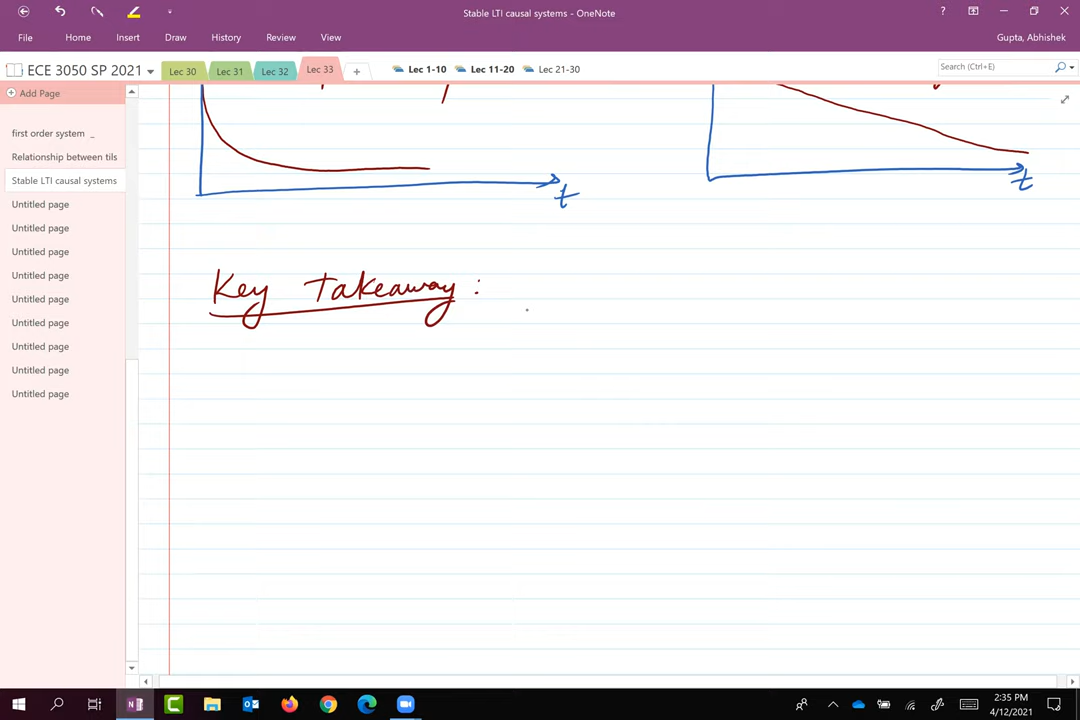 Stable LTI causal systems - OneNote
Gupta, Abhishek
File Home Insert Draw History Review View
ECE 3050 SP 2021
Lec 30
Lec 31
Lec 32
Lec 33
Lec 1-10
Lec 11-20
Lec 21-30
Search (Ctrl+E)
Add Page
first order system _
Relationship between tils
Stable LTI causal systems
Untitled page
Untitled page
Untitled page
Untitled page
Untitled page
Untitled page
Untitled page
Untitled page
Untitled page
t
t
Key Takeaway :
2:35 PM
4/12/2021